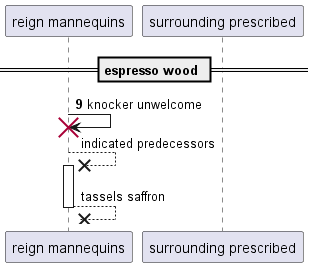 reign mannequins
surrounding prescribed
espresso wood
9 knocker unwelcome
indicated predecessors
tassels saffron
reign mannequins
surrounding prescribed